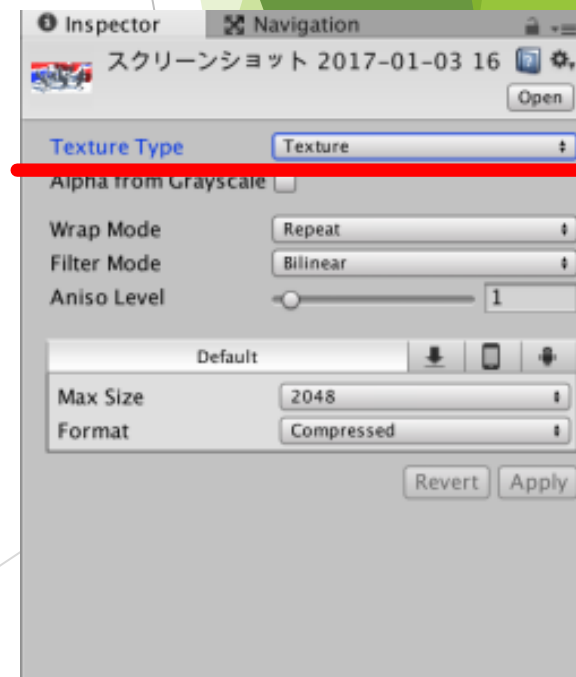 Inspector Navigation
スクリーンショット 2017-01-03 16
Open
Texture Type Texture
Alpha from Grayscale
Wrap Mode Repeat
Filter Mode Bilinear
Aniso Level 1
Default
Max Size 2048
Format Compressed
Revert Apply